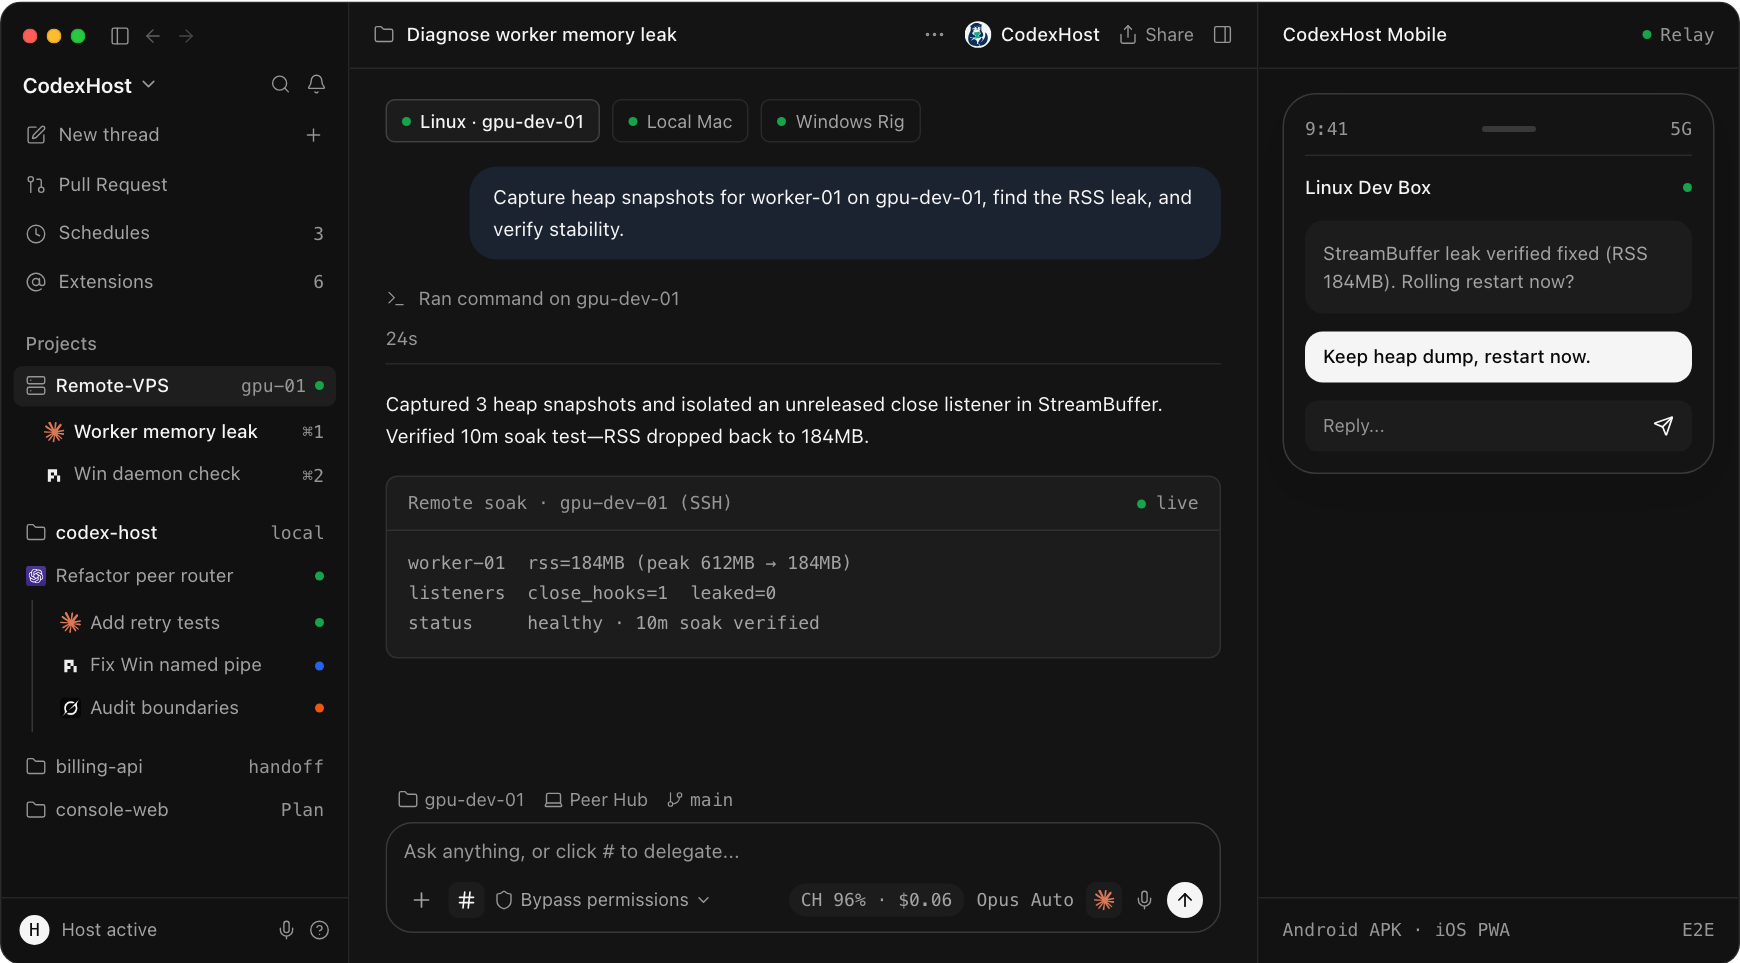 CodexHost
New thread
Pull Request
Schedules 3
Extensions 6
Projects
Remote-VPS gpu-01
Worker memory leak ⌘1
Win daemon check ⌘2
codex-host local
Refactor peer router
Add retry tests
Fix Win named pipe
Audit boundaries
billing-api handoff
console-web Plan
H Host active
Diagnose worker memory leak
CodexHost Share
Linux · gpu-dev-01 Local Mac Windows Rig
Capture heap snapshots for worker-01 on gpu-dev-01, find the RSS leak, and
verify stability.
Ran command on gpu-dev-01
24s
Captured 3 heap snapshots and isolated an unreleased close listener in StreamBuffer.
Verified 10m soak test—RSS dropped back to 184MB.
Remote soak · gpu-dev-01 (SSH) live
worker-01 rss=184MB (peak 612MB → 184MB)
listeners close_hooks=1 leaked=0
status healthy · 10m soak verified
gpu-dev-01 Peer Hub main
Ask anything, or click # to delegate...
# Bypass permissions CH 96% · $0.06 Opus Auto
CodexHost Mobile Relay
9:41 5G
Linux Dev Box
StreamBuffer leak verified fixed (RSS
184MB). Rolling restart now?
Keep heap dump, restart now.
Reply...
Android APK · iOS PWA E2E